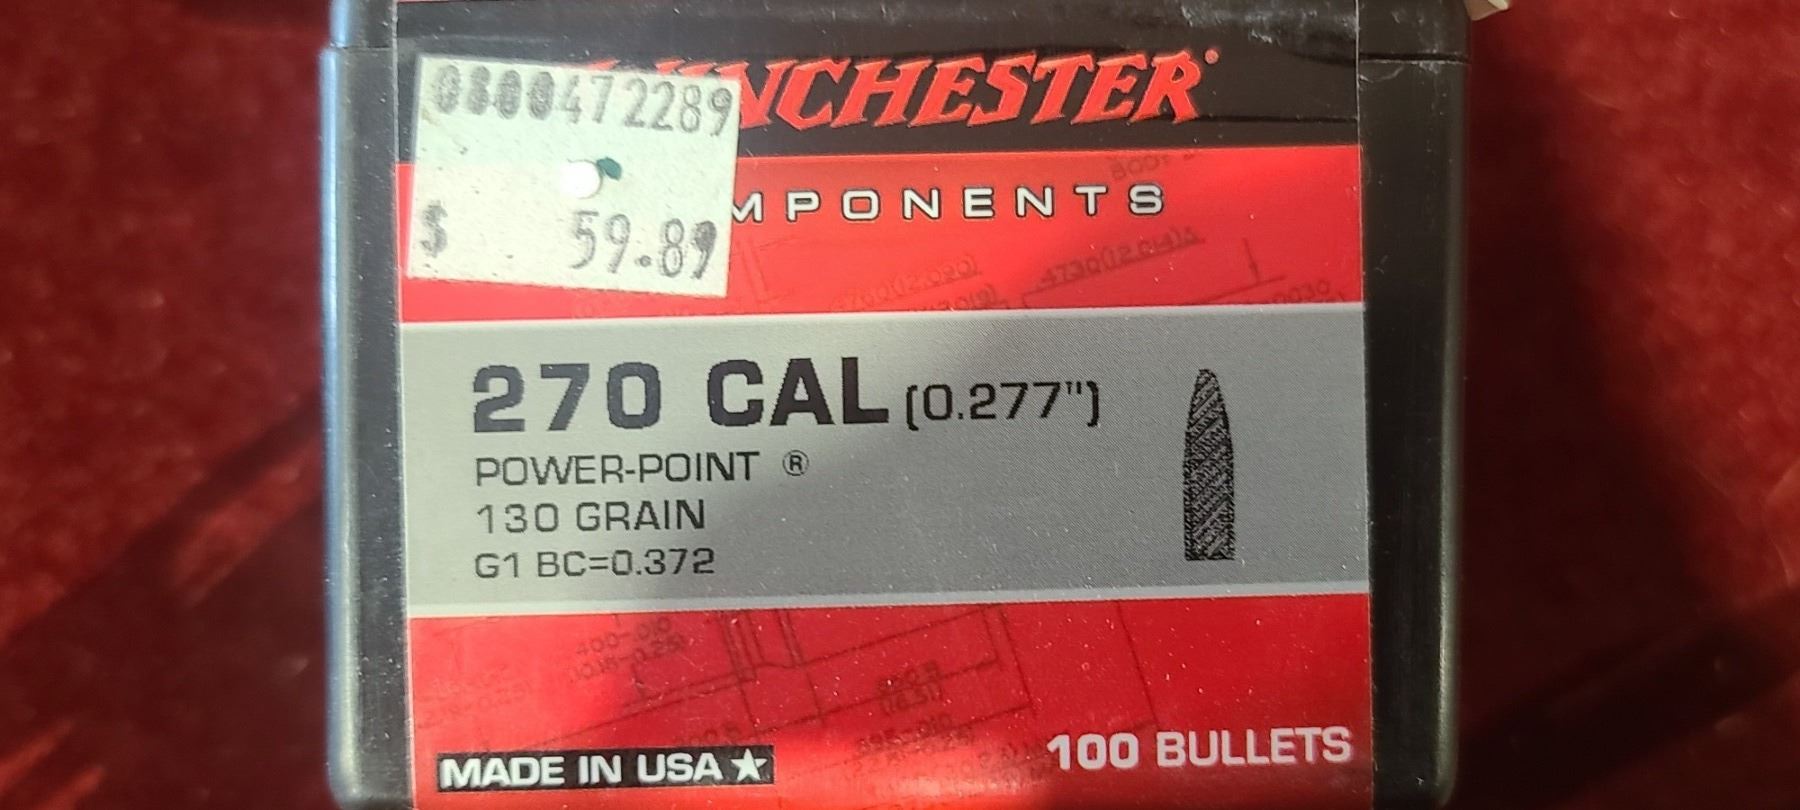 0800472289
$ 59.89
WINCHESTER
MPONENTS
270 CAL (0.277")
POWER-POINT ®
130 GRAIN
G1 BC=0.372
MADE IN USA ★
100 BULLETS